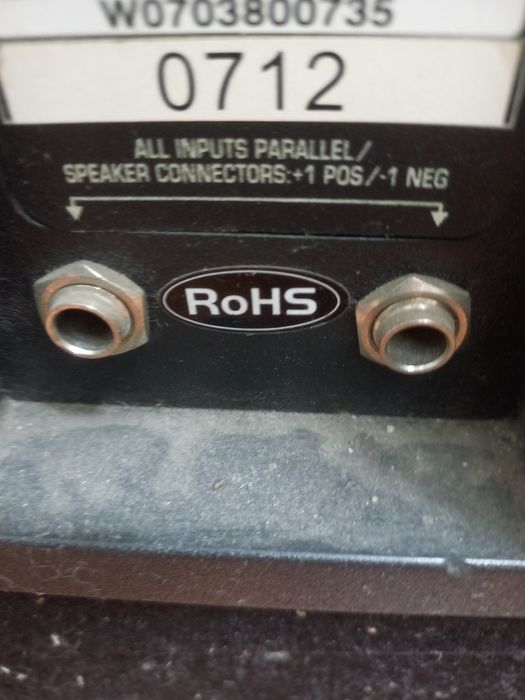 W0703800735
0712
ALL INPUTS PARALLEL/
SPEAKER CONNECTORS:+1 POS/-1 NEG
RoHS